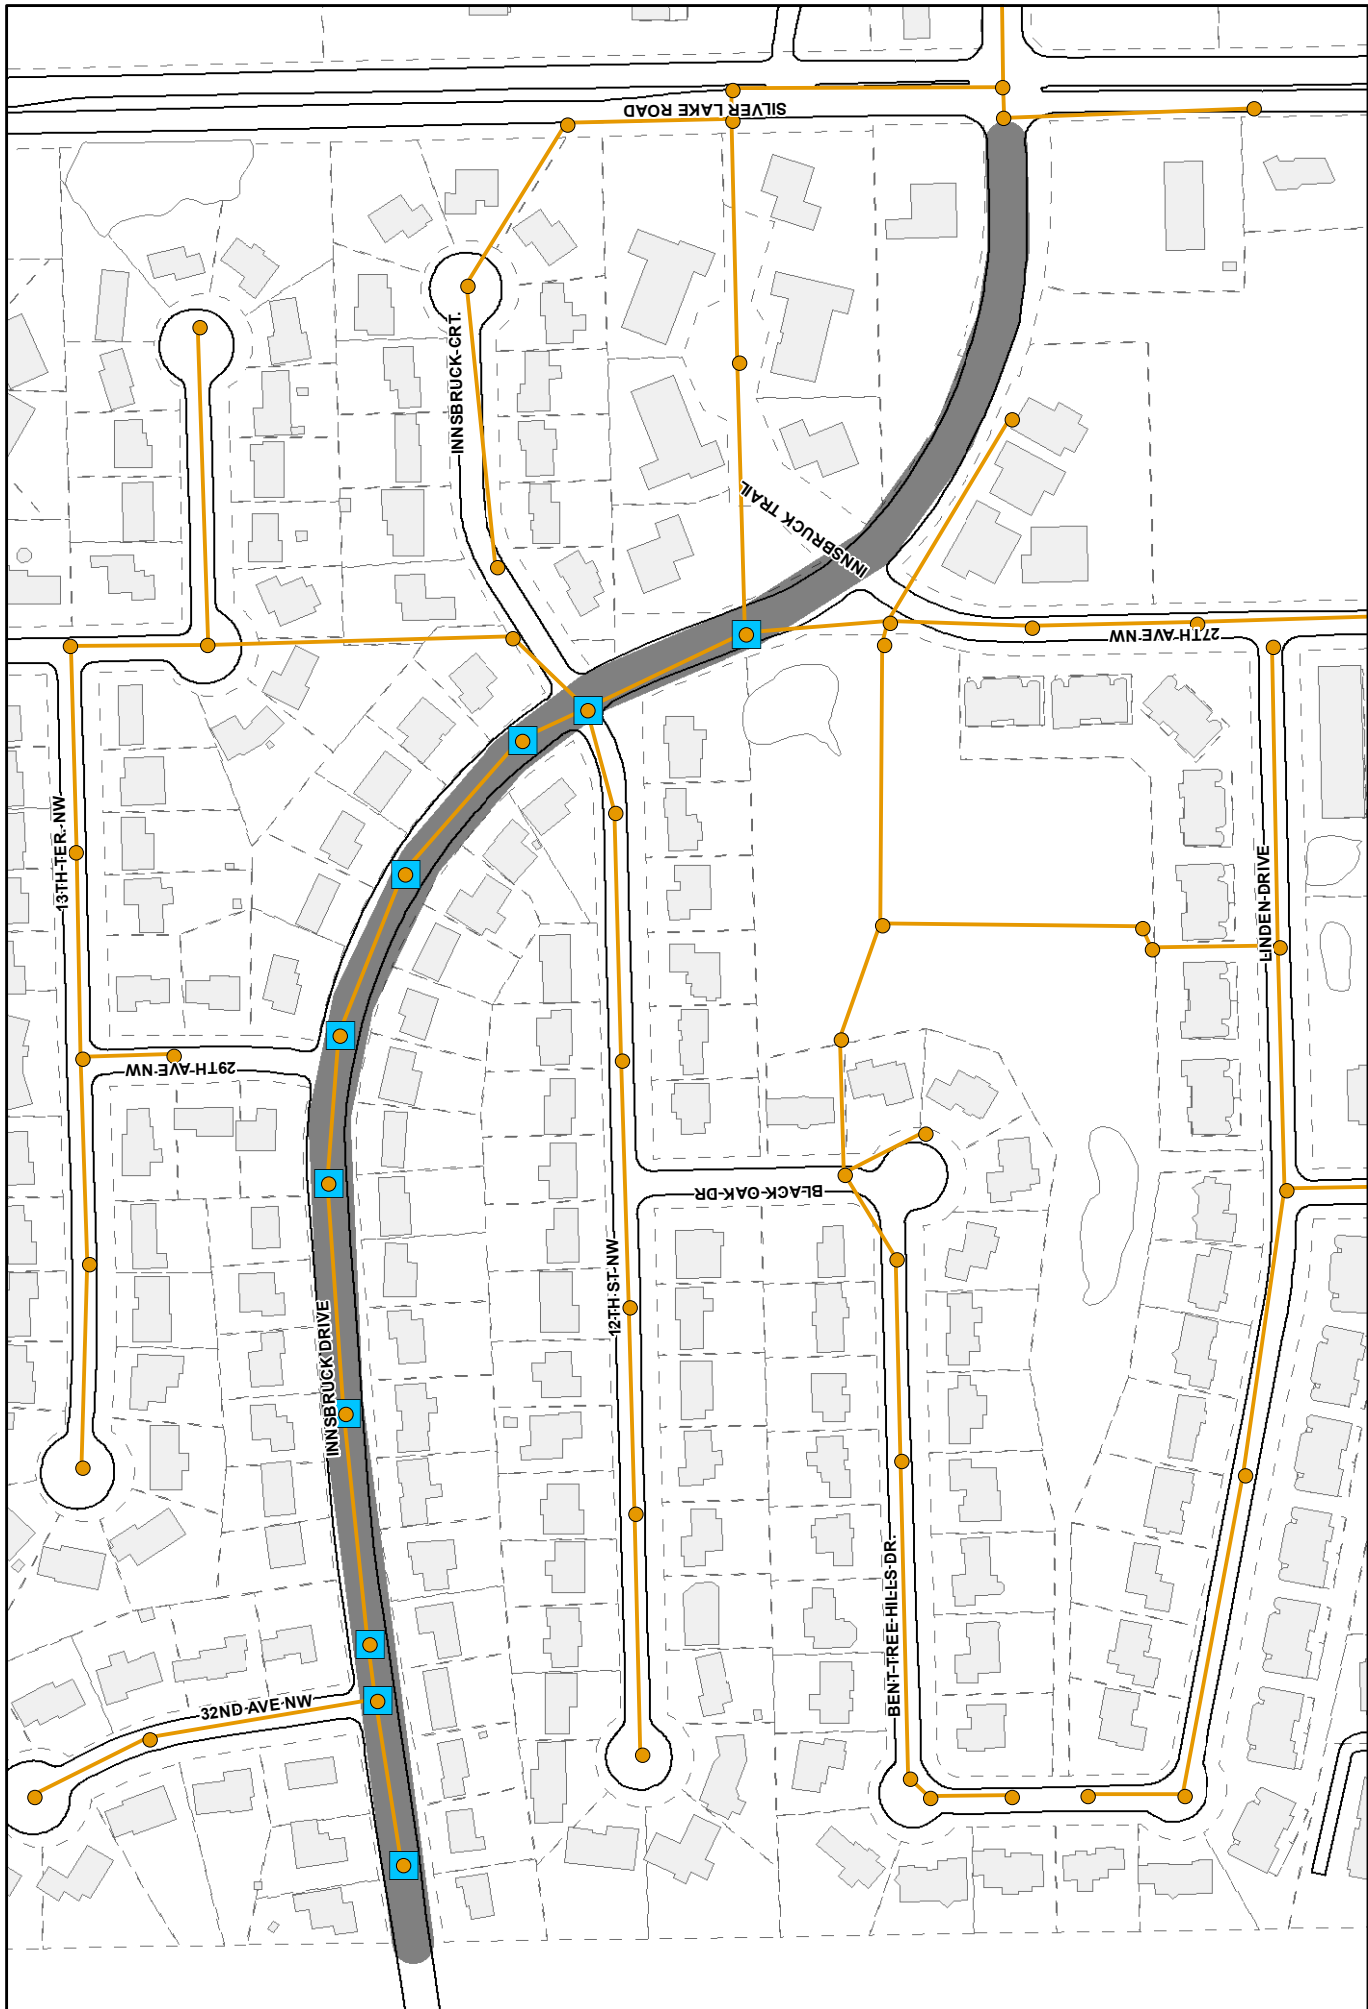 SILVER LAKE ROAD
INNSBRUCK CRT.
INNSBRUCK TRAIL
27TH AVE NW
13TH TER. NW
LINDEN DRIVE
29TH AVE NW
BLACK OAK DR
12TH ST NW
INNSBRUCK DRIVE
BENT TREE HILLS DR.
32ND AVE NW